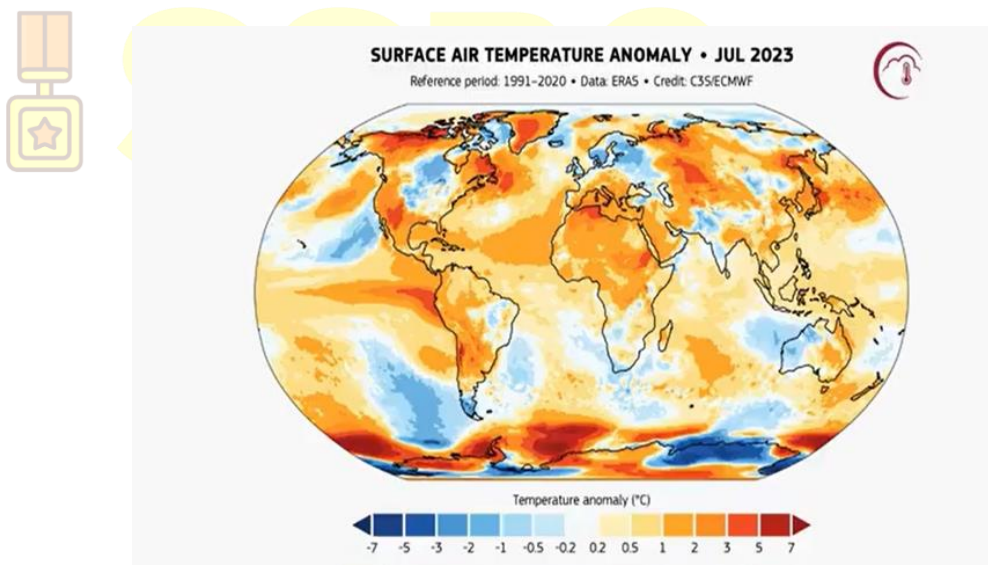 SURFACE AIR TEMPERATURE ANOMALY • JUL 2023
Reference period: 1991–2020 • Data: ERA5 • Credit: C3S/ECMWF
Temperature anomaly (°C)
-7 -5 -3 -2 -1 -0.5 -0.2 0.2 0.5 1 2 3 5 7